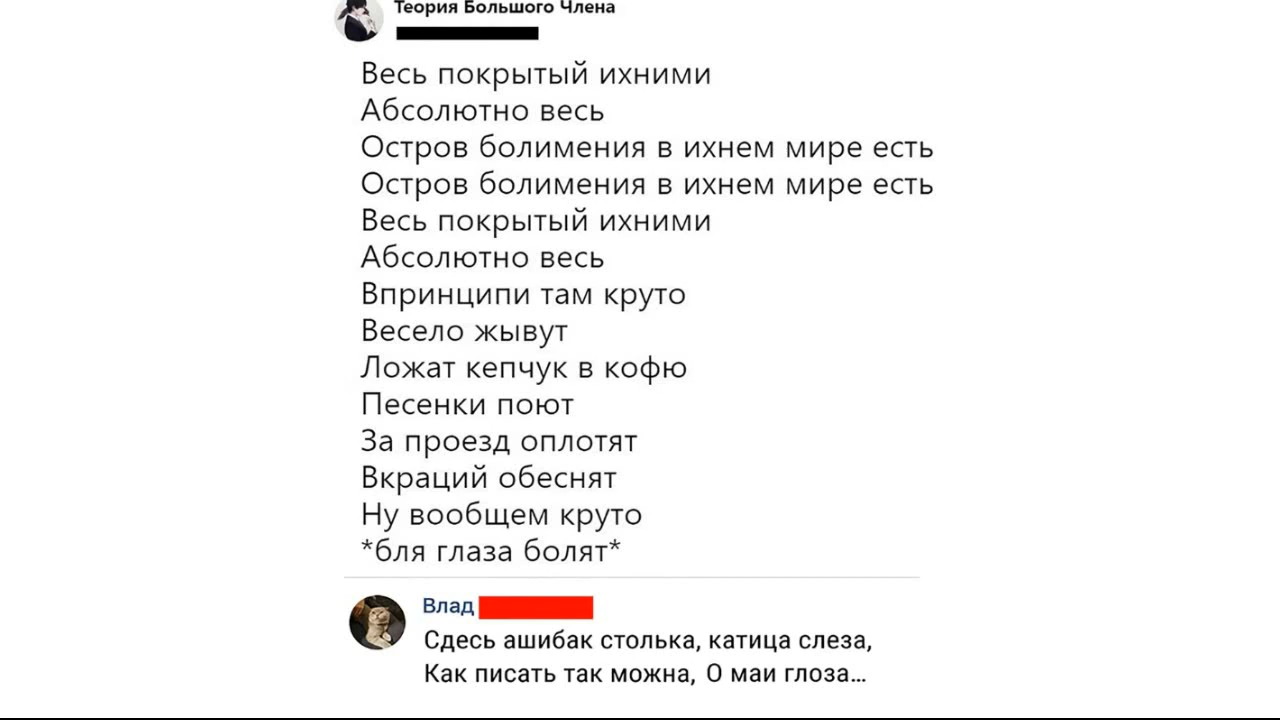 Теория Большого Члена
Весь покрытый ихними
Абсолютно весь
Остров болимения в ихнем мире есть
Остров болимения в ихнем мире есть
Весь покрытый ихними
Абсолютно весь
Впринципи там круто
Весело жывут
Ложат кепчук в кофю
Песенки поют
За проезд оплотят
Вкраций обеснят
Ну вообщем круто
*бля глаза болят*
Влад
Сдесь ашибак столька, катица слеза,
Как писать так можна, О маи глоза...